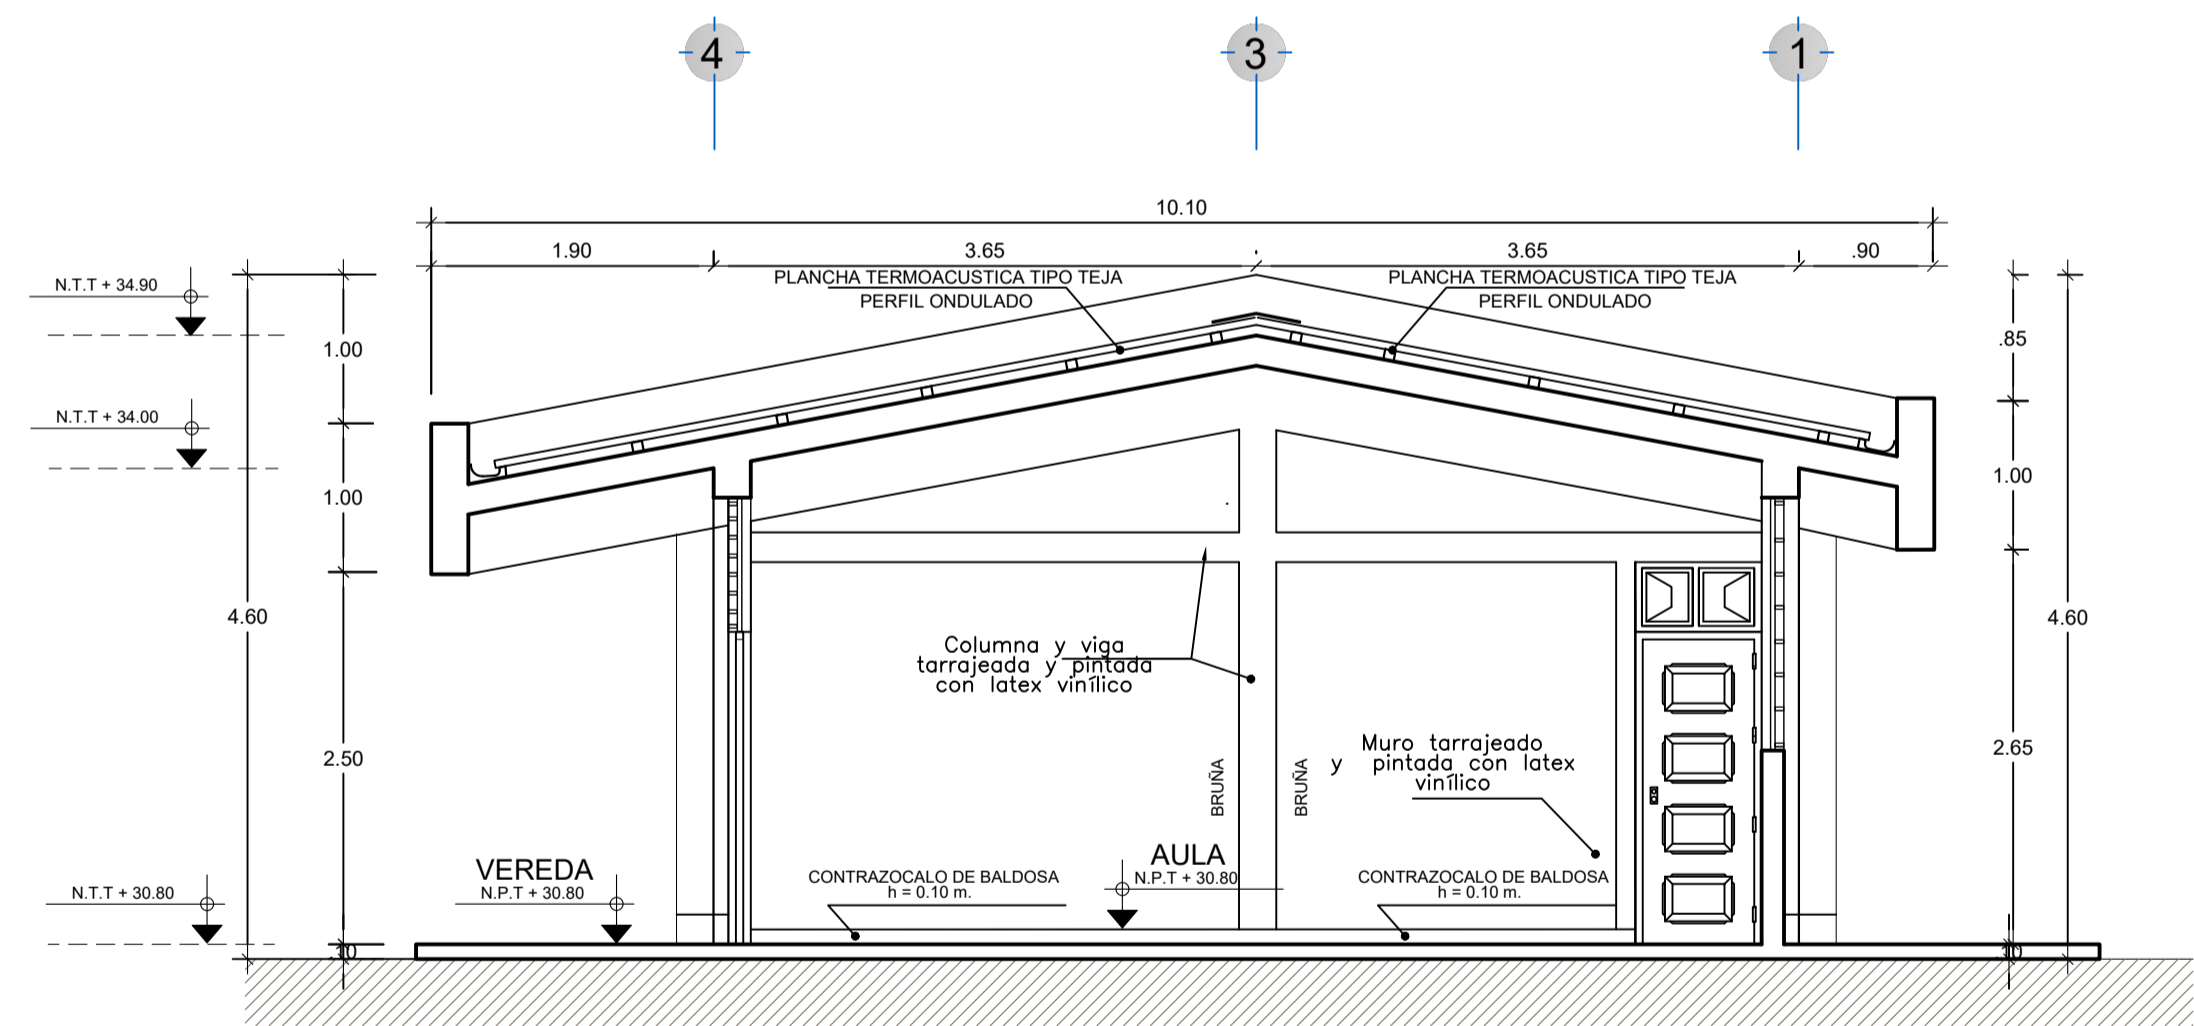 4
3
1
10.10
1.90
3.65
3.65
.90
N.T.T + 34.90
PLANCHA TERMOACUSTICA TIPO TEJA
PERFIL ONDULADO
PLANCHA TERMOACUSTICA TIPO TEJA
PERFIL ONDULADO
1.00
.85
N.T.T + 34.00
1.00
1.00
4.60
4.60
Columna y viga
tarrajeada y pintada
con latex vinílico
2.50
Muro tarrajeado
y pintada con latex
vinílico
2.65
BRUÑA
BRUÑA
VEREDA
N.P.T + 30.80
AULA
N.P.T + 30.80
CONTRAZOCALO DE BALDOSA
h = 0.10 m.
CONTRAZOCALO DE BALDOSA
h = 0.10 m.
N.T.T + 30.80
.10
.10